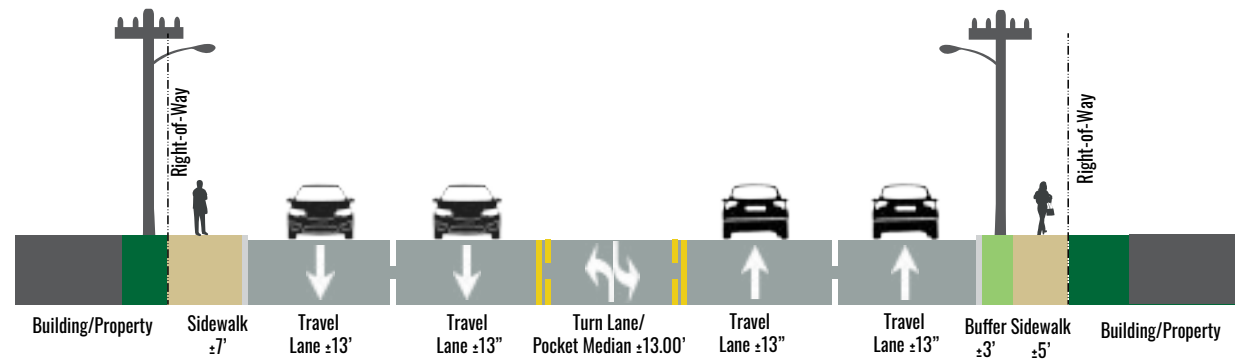 Right-of-Way
Right-of-Way
Building/Property
Sidewalk
±7'
Travel
Lane ±13'
Travel
Lane ±13"
Turn Lane/
Pocket Median ±13.00'
Travel
Lane ±13"
Travel
Lane ±13"
Buffer
±3'
Sidewalk
±5'
Building/Property